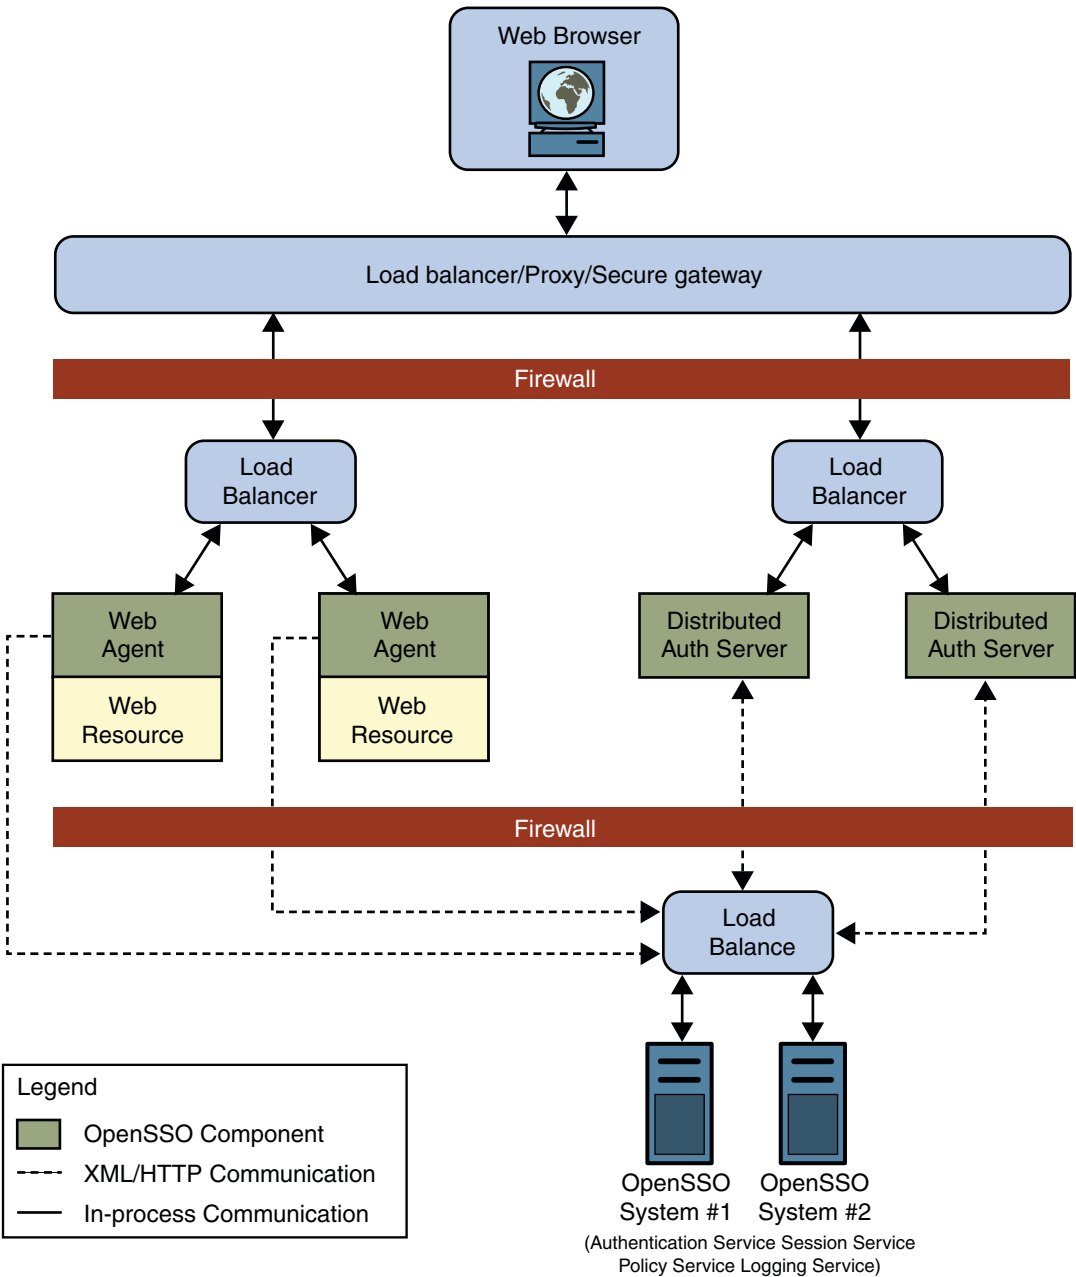 Web Browser
Load balancer/Proxy/Secure gateway
Firewall
Load
Balancer
Load
Balancer
Web
Agent
Web
Resource
Web
Agent
Web
Resource
Distributed
Auth Server
Distributed
Auth Server
Firewall
Load
Balance
Legend
OpenSSO Component
XML/HTTP Communication
In-process Communication
OpenSSO
System #1
OpenSSO
System #2
(Authentication Service Session Service
Policy Service Logging Service)